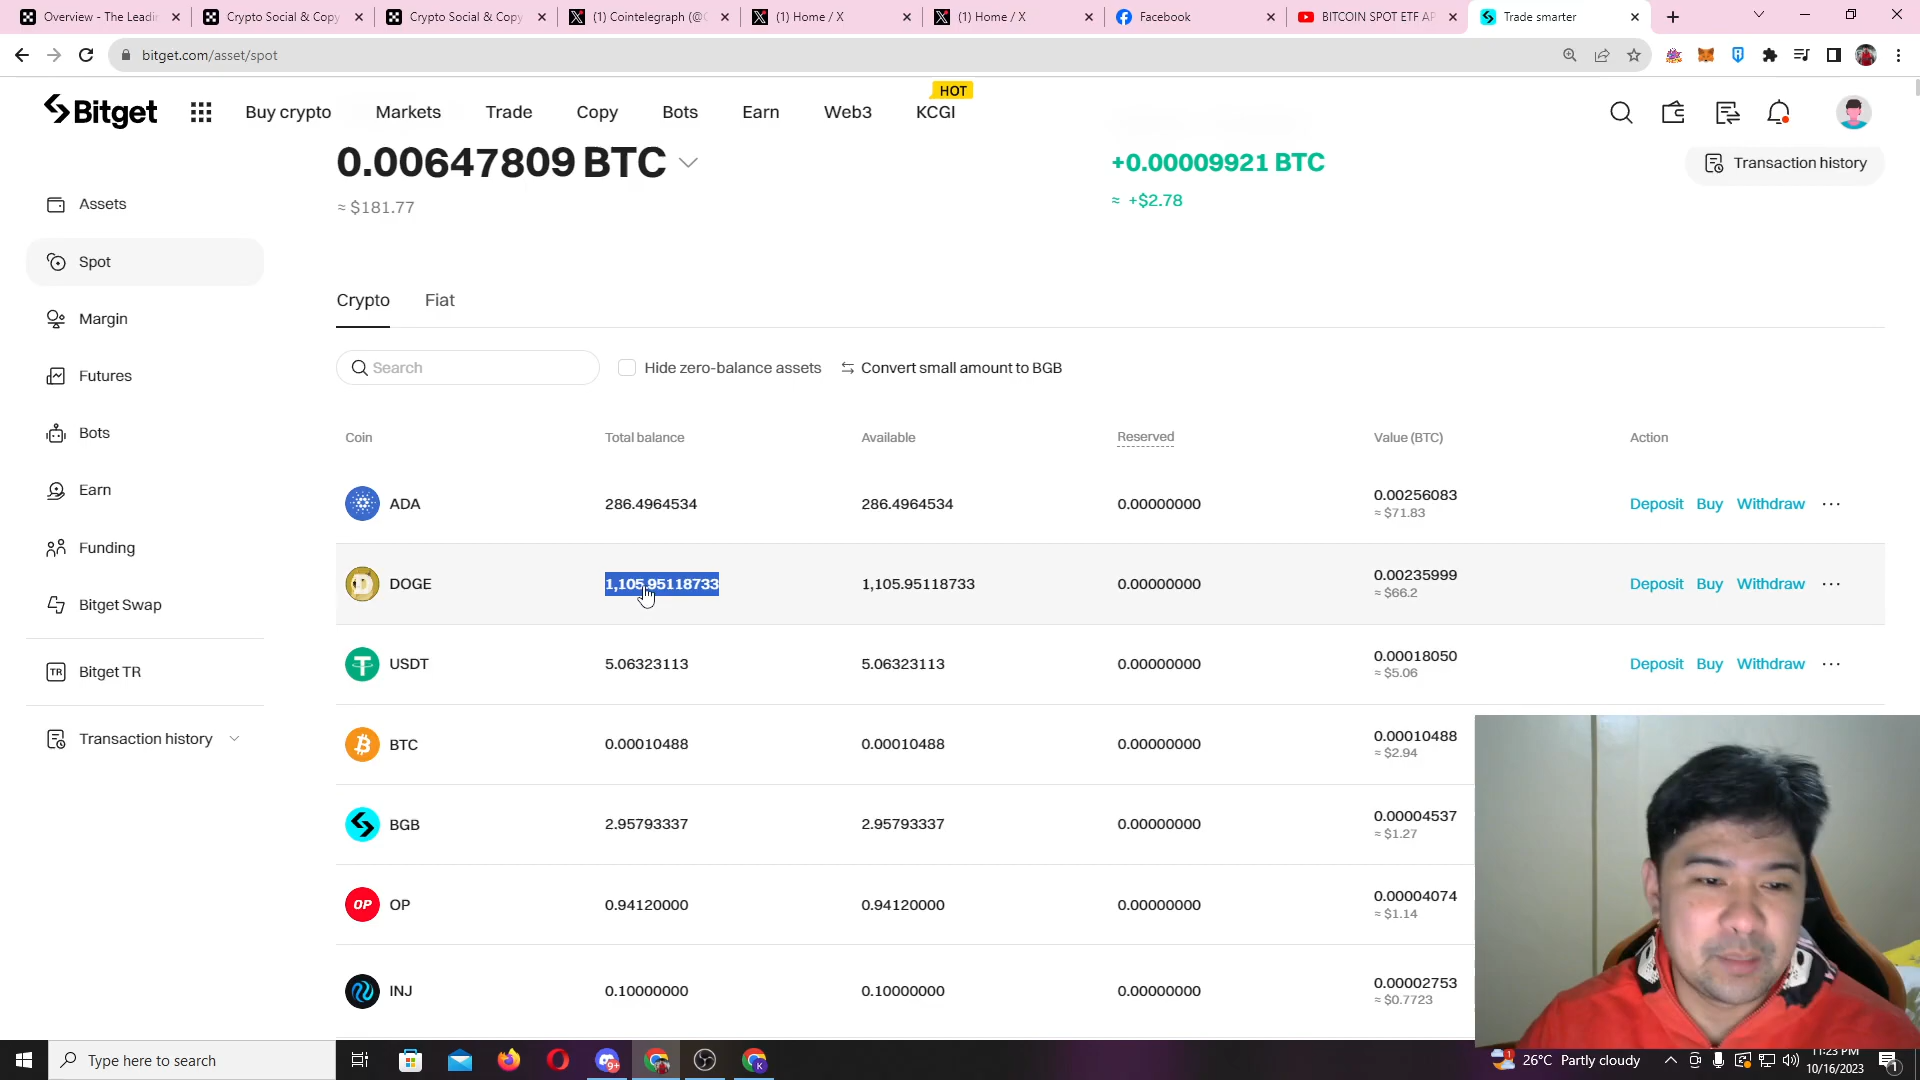 Overview - The Leadi
Crypto Social & Copy
Crypto Social & Copy
(1) Cointelegraph (@C
(1) Home / X
(1) Home / X
Facebook
BITCOIN SPOT ETF AP
Trade smarter
bitget.com/asset/spot
HOT
Bitget
Buy crypto
Markets
Trade
Copy
Bots
Earn
Web3
KCGI
0.00647809 BTC
≈ $181.77
+0.00009921 BTC
≈ +$2.78
Transaction history
Assets
Spot
Margin
Futures
Bots
Earn
Funding
Bitget Swap
TR Bitget TR
Transaction history
Crypto
Fiat
Search
Hide zero-balance assets
Convert small amount to BGB
Coin Total balance Available Reserved Value (BTC) Action
ADA 286.4964534 286.4964534 0.00000000 0.00256083 Deposit Buy Withdraw ...
≈ $71.83
DOGE 1,105.95118733 1,105.95118733 0.00000000 0.00235999 Deposit Buy Withdraw ...
≈ $66.2
USDT 5.06323113 5.06323113 0.00000000 0.00018050 Deposit Buy Withdraw ...
≈ $5.06
BTC 0.00010488 0.00010488 0.00000000 0.00010488
≈ $2.94
BGB 2.95793337 2.95793337 0.00000000 0.00004537
≈ $1.27
OP OP 0.94120000 0.94120000 0.00000000 0.00004074
≈ $1.14
INJ 0.10000000 0.10000000 0.00000000 0.00002753
≈ $0.7723
Type here to search
9+
K
1
26°C Partly cloudy
11:23 PM
10/16/2023
1